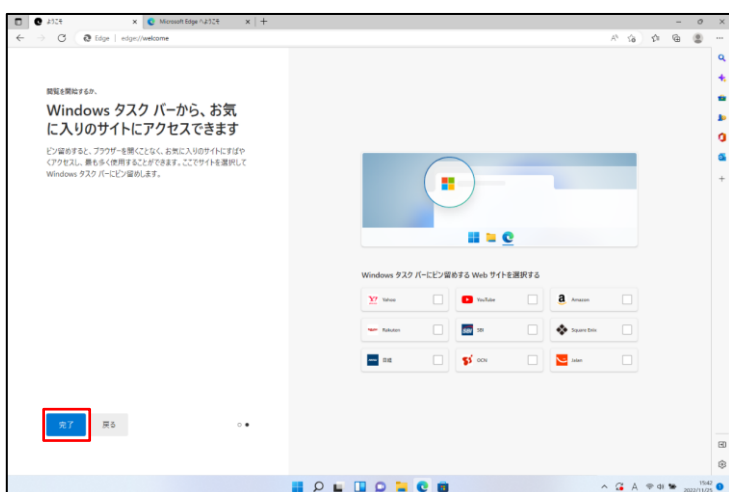 ようこそ
Microsoft Edge へようこそ
Edge | edge://welcome
閲覧を開始するか、
Windows タスク バーから、お気
に入りのサイトにアクセスできます
ピン留めすると、ブラウザーを開くことなく、お気に入りのサイトにすばや
くアクセスし、最も多く使用することができます。ここでサイトを選択して
Windows タスク バーにピン留めします。
Windows タスク バーにピン留めする Web サイトを選択する
Yahoo
YouTube
Amazon
Rakuten
SBI
Square Enix
日経
OCN
Jalan
完了
戻る
A
15:42
2022/11/25